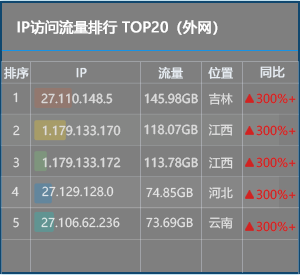 IP访问流量排行 TOP20（外网）
排序 IP 流量 位置 同比
1 27.110.148.5 145.98GB 吉林 ▲300%+
2 1.179.133.170 118.07GB 江西 ▲300%+
3 1.179.133.172 113.78GB 江西 ▲300%+
4 27.129.128.0 74.85GB 河北 ▲300%+
5 27.106.62.236 73.69GB 云南 ▲300%+